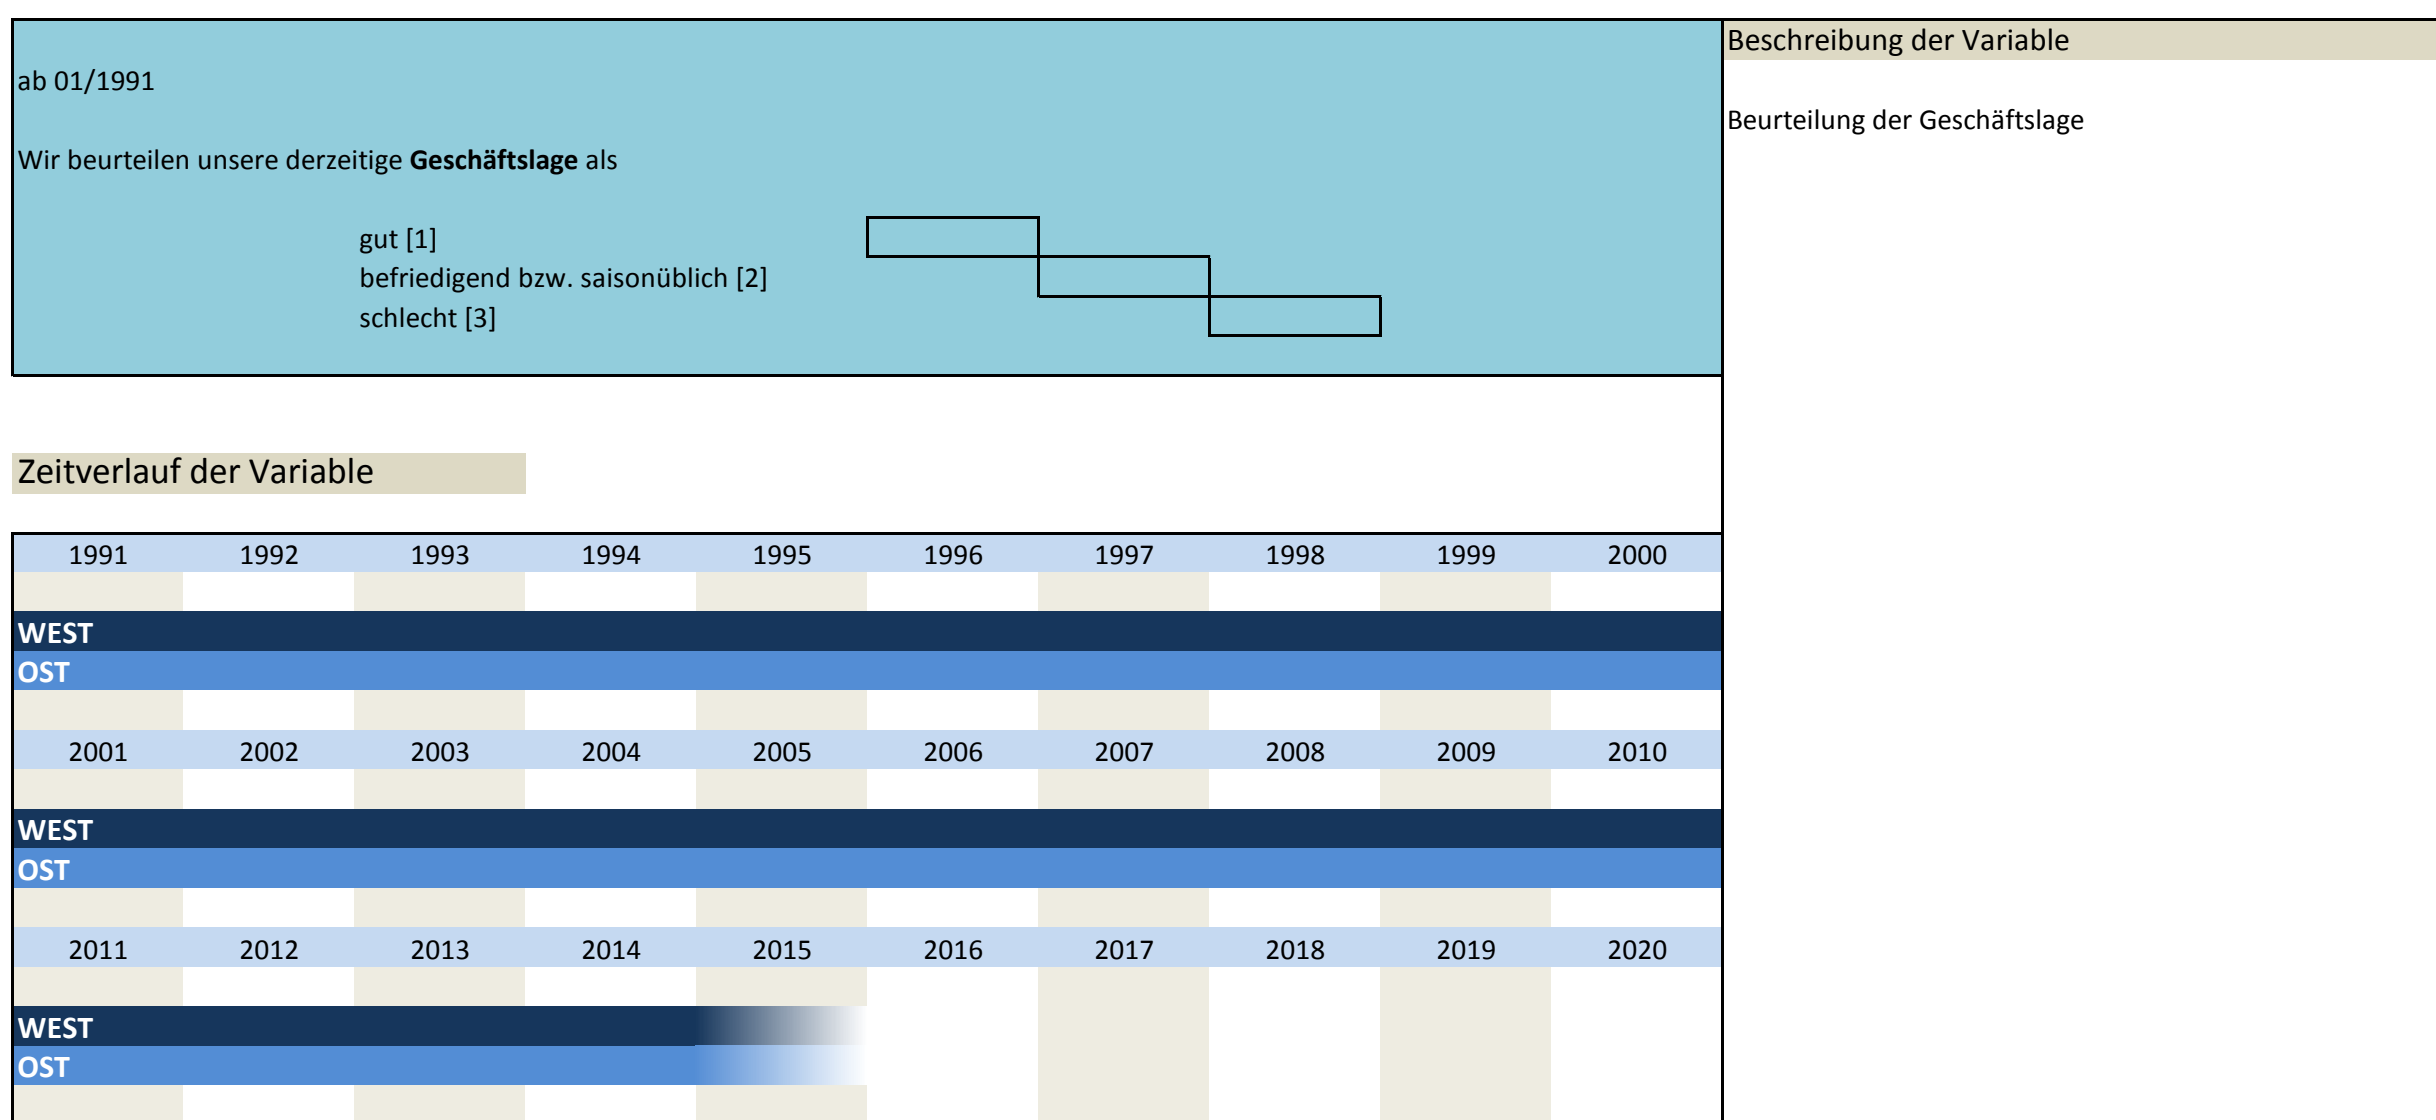 ab 01/1991
Wir beurteilen unsere derzeitige Geschäftslage als
gut [1]
befriedigend bzw. saisonüblich [2]
schlecht [3]
Beschreibung der Variable
Beurteilung der Geschäftslage
Zeitverlauf der Variable
1991 1992 1993 1994 1995 1996 1997 1998 1999 2000
WEST
OST
2001 2002 2003 2004 2005 2006 2007 2008 2009 2010
WEST
OST
2011 2012 2013 2014 2015 2016 2017 2018 2019 2020
WEST
OST